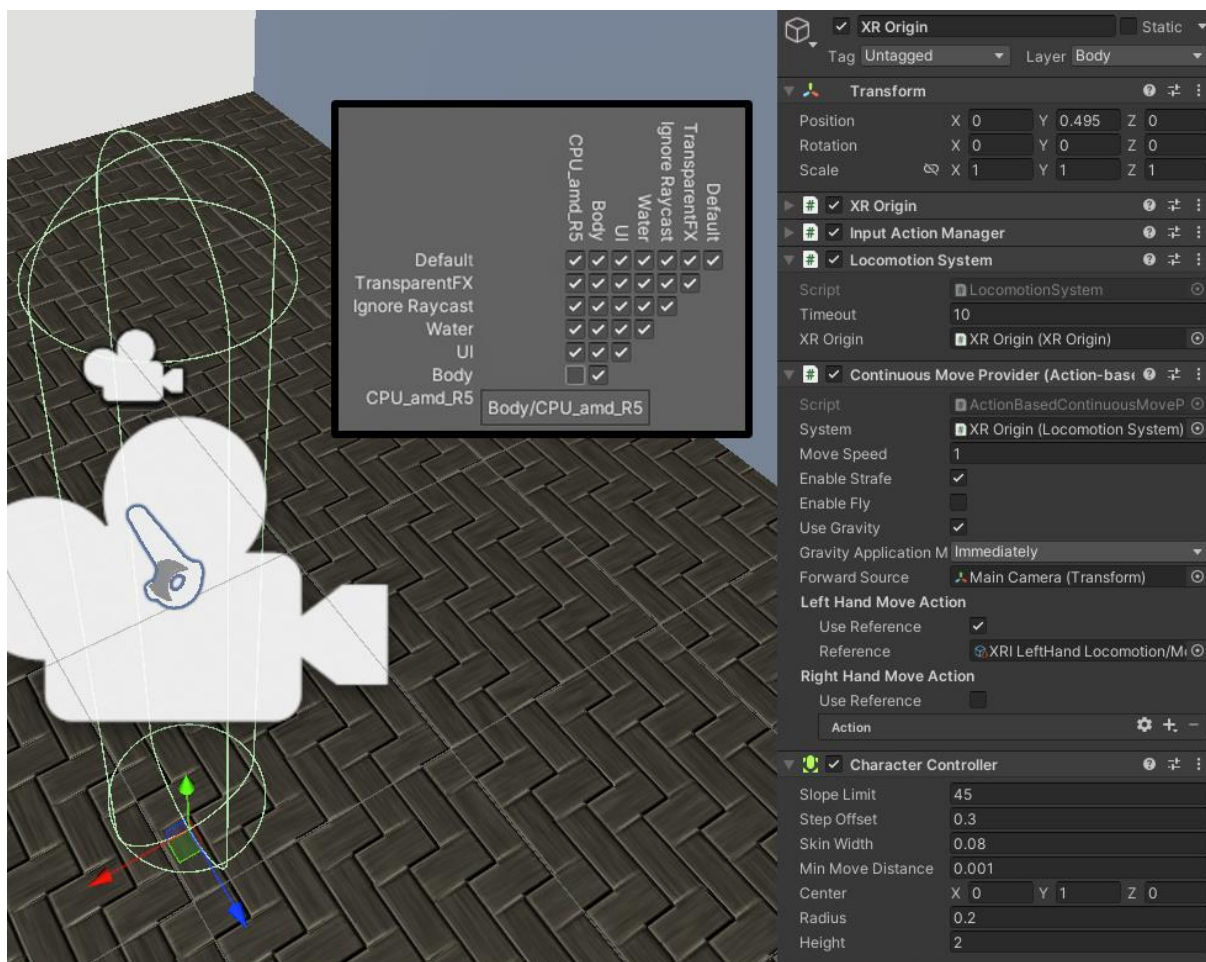 CPU_amd_R5
Body
UI
Water
Ignore Raycast
TransparentFX
Default
Default
TransparentFX
Ignore Raycast
Water
UI
Body
CPU_amd_R5
Body/CPU_amd_R5
XR Origin Static
Tag Untagged Layer Body
Transform
Position X 0 Y 0.495 Z 0
Rotation X 0 Y 0 Z 0
Scale X 1 Y 1 Z 1
# XR Origin
# Input Action Manager
# Locomotion System
Script # LocomotionSystem
Timeout 10
XR Origin # XR Origin (XR Origin)
# Continuous Move Provider (Action-base
Script # ActionBasedContinuousMoveP
System # XR Origin (Locomotion System)
Move Speed 1
Enable Strafe
Enable Fly
Use Gravity
Gravity Application M Immediately
Forward Source Main Camera (Transform)
Left Hand Move Action
Use Reference
Reference XRI LeftHand Locomotion/M
Right Hand Move Action
Use Reference
Action
Character Controller
Slope Limit 45
Step Offset 0.3
Skin Width 0.08
Min Move Distance 0.001
Center X 0 Y 1 Z 0
Radius 0.2
Height 2